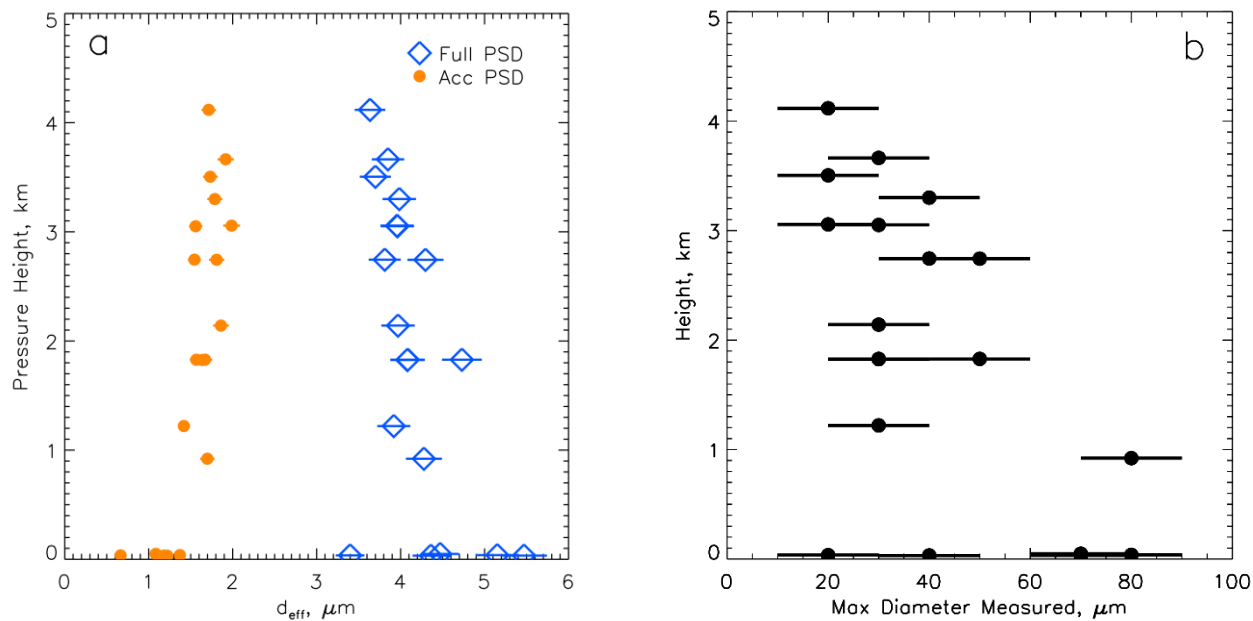 a
Full PSD
Acc PSD
5
4
3
2
1
0
Pressure Height, km
0 1 2 3 4 5 6
d_eff, μm
b
5
4
3
2
1
0
Height, km
0 20 40 60 80 100
Max Diameter Measured, μm